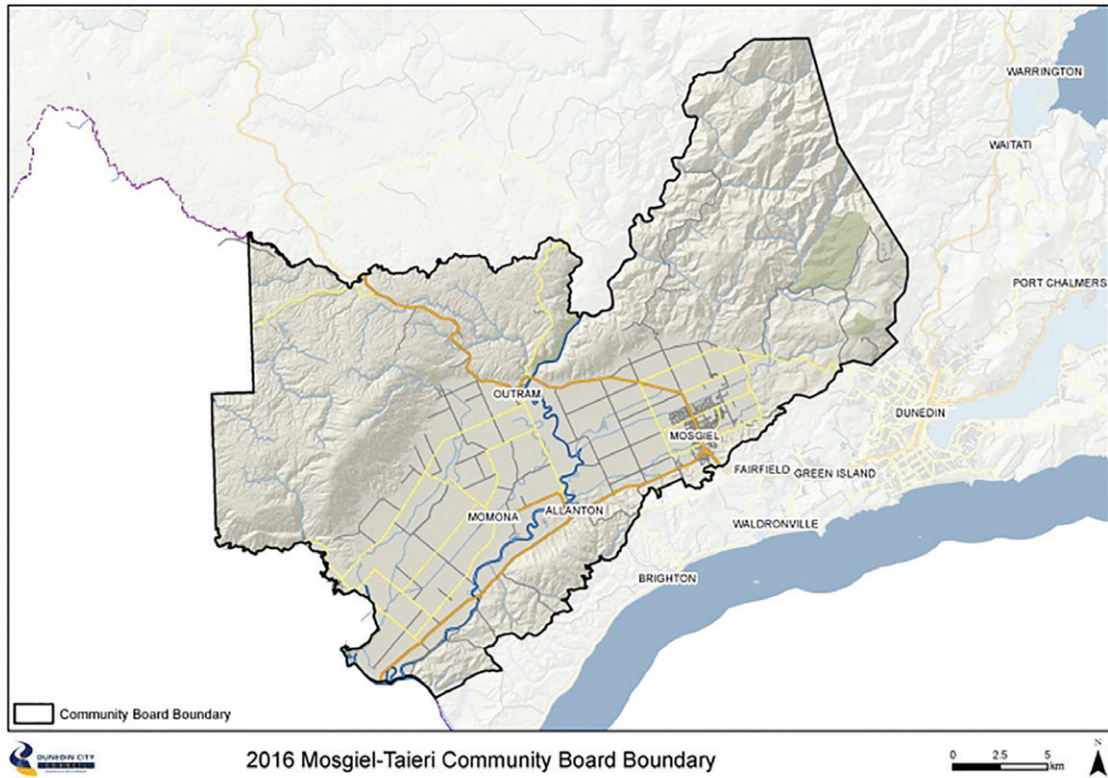 WARRINGTON
WAITATI
PORT CHALMERS
OUTRAM
DUNEDIN
MOSGIEL
FAIRFIELD
GREEN ISLAND
MOMONA
ALLANTON
WALDRONVILLE
BRIGHTON
Community Board Boundary
DUNEDIN CITY
COUNCIL
2016 Mosgiel-Taieri Community Board Boundary
0 2.5 5
km
N